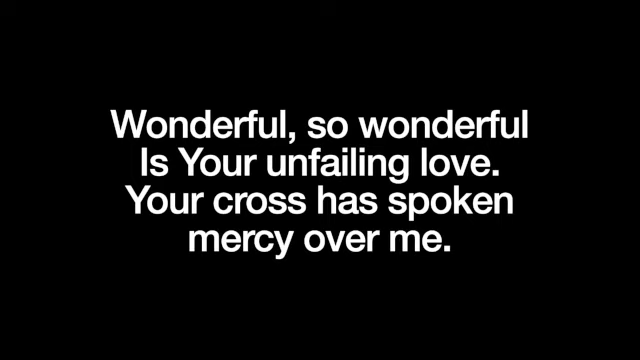 Wonderful, so wonderful
Is Your unfailing love.
Your cross has spoken
mercy over me.